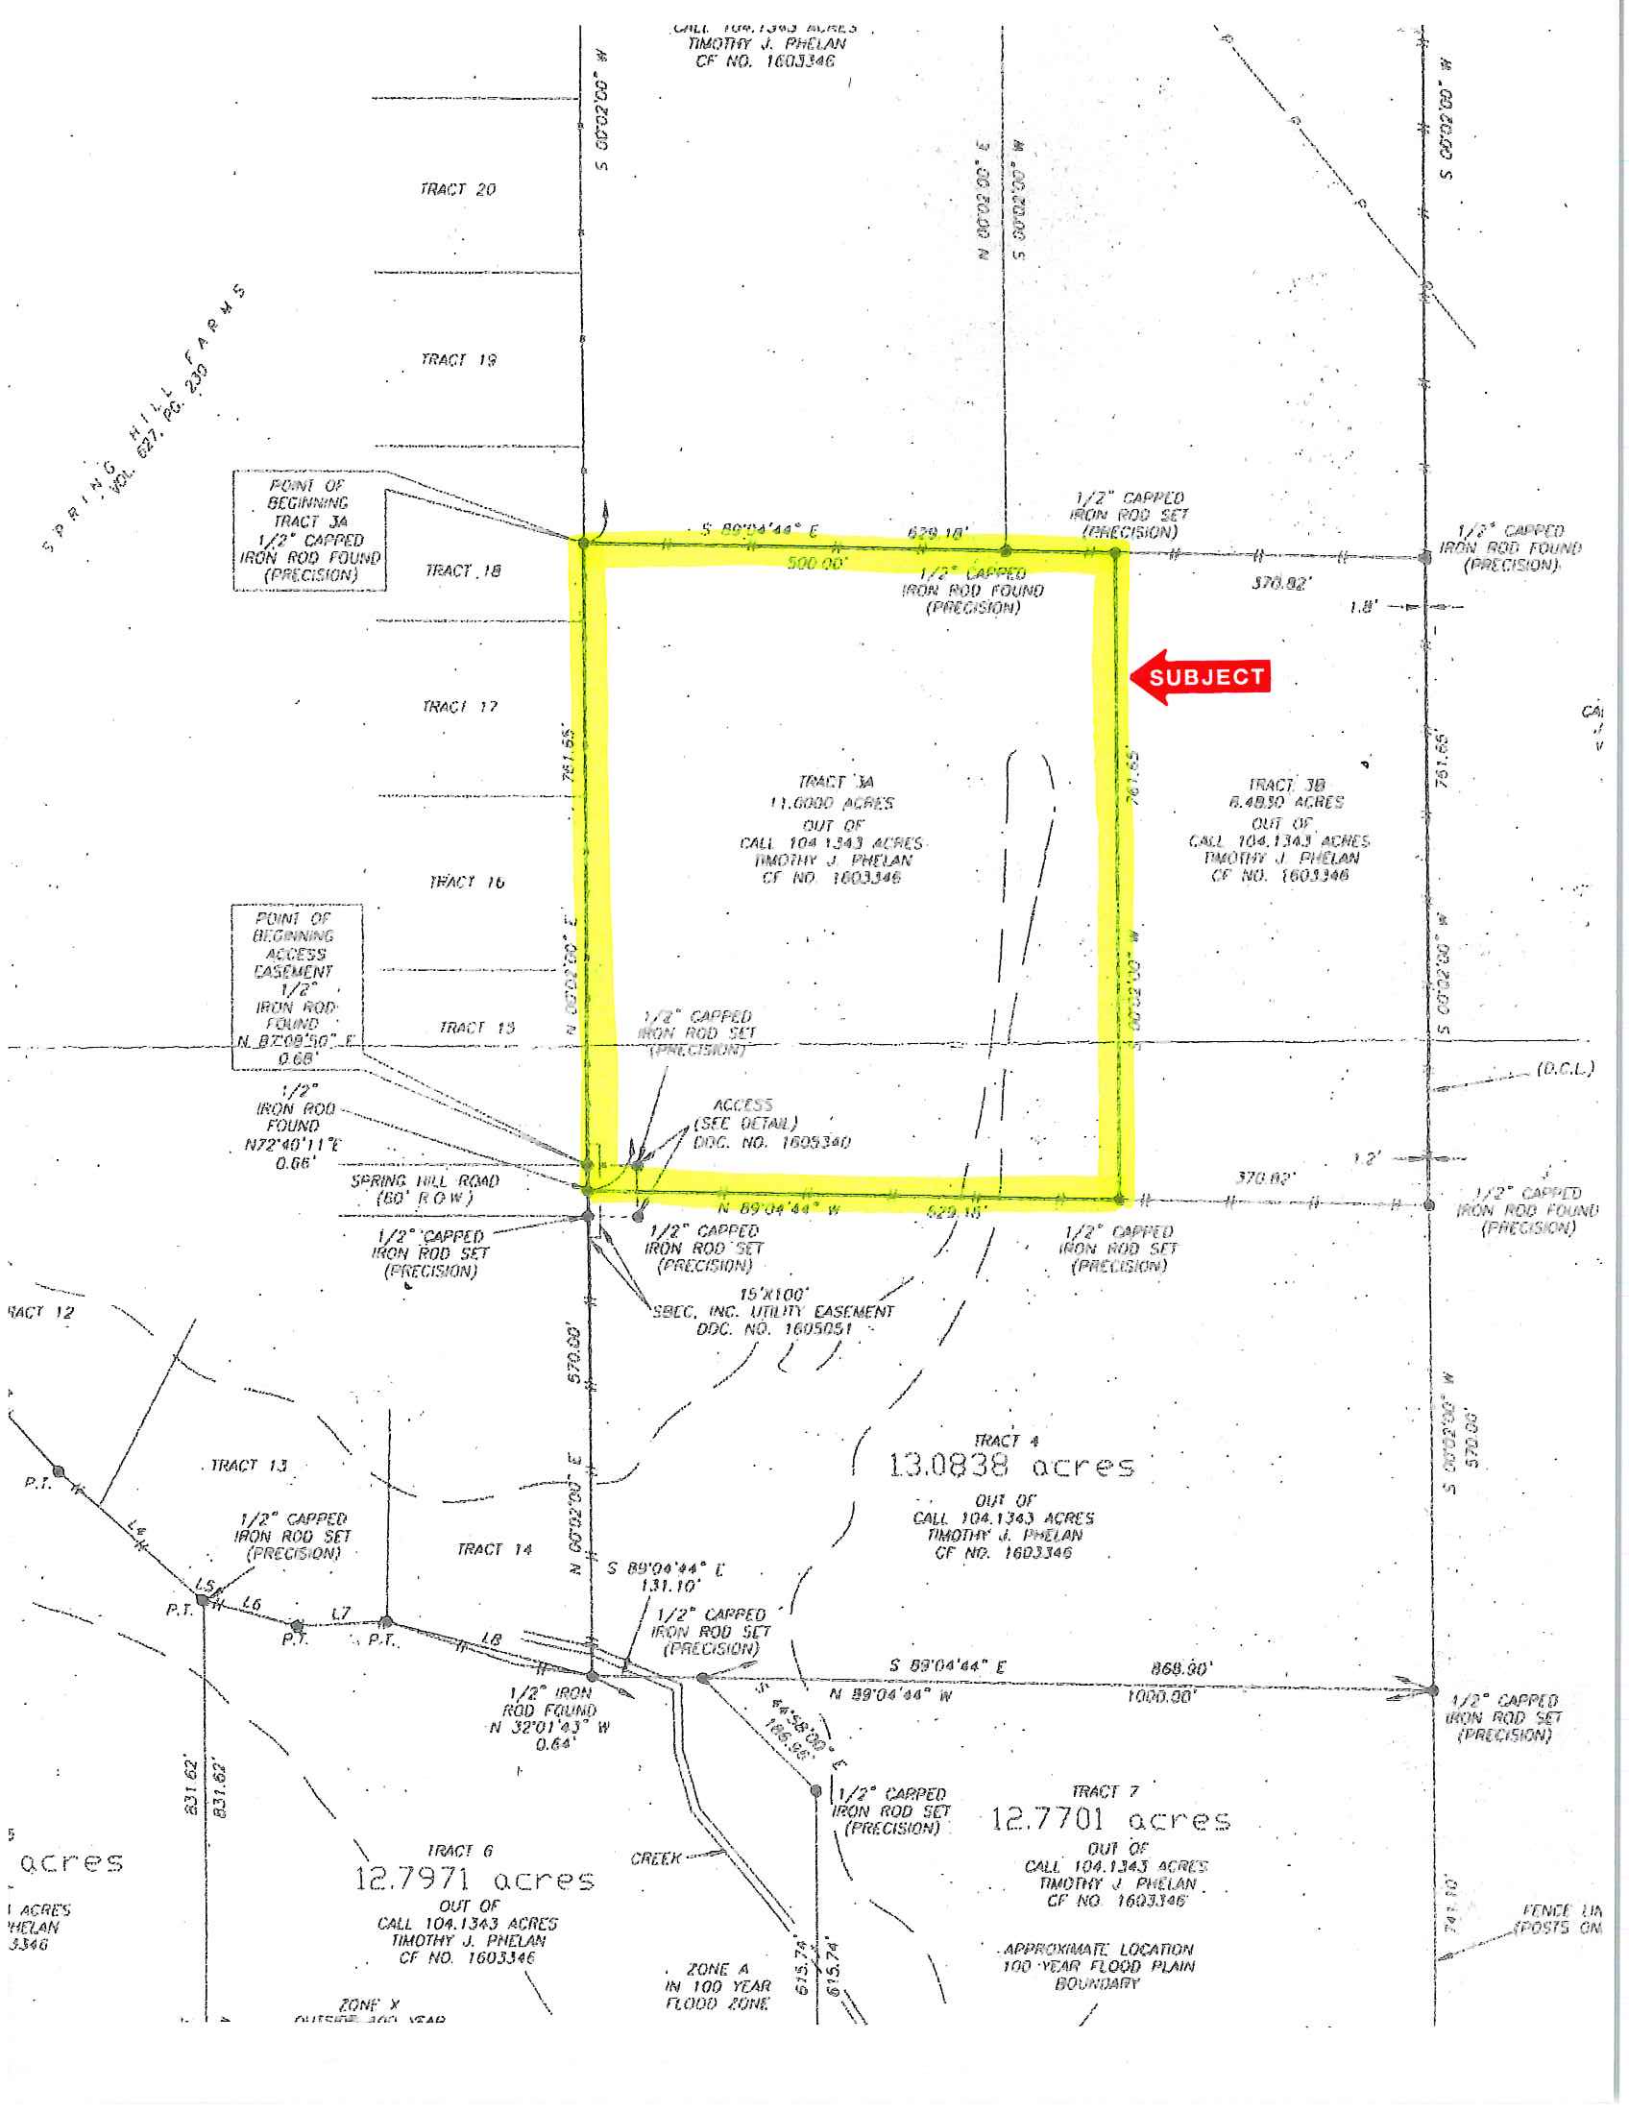 CALL 104.1343 ACRES
TIMOTHY J. PHELAN
CF NO. 1603346
S 00°02'00" W
S 00°02'00" W
N 00°02'00" E
S 00°02'00" W
P
P
P
TRACT 20
TRACT 19
SPRING HILL FARMS
VOL. 627, PG. 230
POINT OF
BEGINNING
TRACT 3A
1/2" CAPPED
IRON ROD FOUND
(PRECISION)
TRACT 18
S 89°04'44" E
629.18'
500.00'
1/2" CAPPED
IRON ROD SET
(PRECISION)
1/2" CAPPED
IRON ROD FOUND
(PRECISION)
1/2" CAPPED
IRON ROD FOUND
(PRECISION)
370.82'
1.8'
SUBJECT
TRACT 17
761.65'
TRACT 3A
11.0000 ACRES
OUT OF
CALL 104.1343 ACRES
TIMOTHY J. PHELAN
CF NO. 1603346
761.65'
TRACT 3B
6.4830 ACRES
OUT OF
CALL 104.1343 ACRES
TIMOTHY J. PHELAN
CF NO. 1603346
761.65'
TRACT 16
POINT OF
BEGINNING
ACCESS
EASEMENT
1/2"
IRON ROD
FOUND
N 87°09'50" E
0.68'
N 00°02'00" E
S 00°02'00" W
S 00°02'00" W
TRACT 15
1/2" CAPPED
IRON ROD SET
(PRECISION)
(D.C.L.)
1/2"
IRON ROD
FOUND
N72°40'11"E
0.66'
ACCESS
(SEE DETAIL)
DOC. NO. 1605340
SPRING HILL ROAD
(60' R.O.W.)
1.2'
370.82'
N 89°04'44" W
629.18'
1/2" CAPPED
IRON ROD FOUND
(PRECISION)
1/2" CAPPED
IRON ROD SET
(PRECISION)
1/2" CAPPED
IRON ROD SET
(PRECISION)
1/2" CAPPED
IRON ROD SET
(PRECISION)
15'X100'
SBEC, INC. UTILITY EASEMENT
DOC. NO. 1605051
RACT 12
570.00'
N 00°02'00" E
S 00°02'00" W
570.00'
TRACT 4
13.0838 acres
OUT OF
CALL 104.1343 ACRES
TIMOTHY J. PHELAN
CF NO. 1603346
TRACT 13
P.T.
L4
1/2" CAPPED
IRON ROD SET
(PRECISION)
TRACT 14
L5
L6
L7
L8
P.T.
P.T.
P.T.
S 89°04'44" E
131.10'
1/2" CAPPED
IRON ROD SET
(PRECISION)
S 89°04'44" E
868.90'
N 89°04'44" W
1000.00'
1/2" IRON
ROD FOUND
N 32°01'43" W
0.64'
S 44°58'00" E
186.96'
1/2" CAPPED
IRON ROD SET
(PRECISION)
831.62'
831.62'
1/2" CAPPED
IRON ROD SET
(PRECISION)
TRACT 7
12.7701 acres
OUT OF
CALL 104.1343 ACRES
TIMOTHY J. PHELAN
CF NO. 1603346
TRACT 6
12.7971 acres
OUT OF
CALL 104.1343 ACRES
TIMOTHY J. PHELAN
CF NO. 1603346
CREEK
acres
ACRES
HELAN
3346
741.10'
FENCE LIN
(POSTS ON
ZONE A
IN 100 YEAR
FLOOD ZONE
615.74'
615.74'
APPROXIMATE LOCATION
100 YEAR FLOOD PLAIN
BOUNDARY
ZONE X
OUTSIDE 100 YEAR